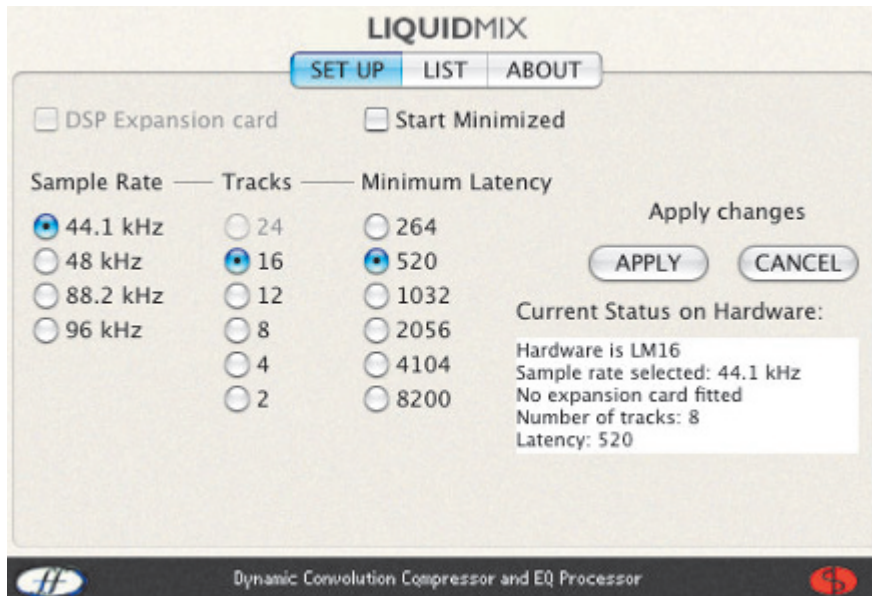 LIQUIDMIX
SET UP LIST ABOUT
DSP Expansion card Start Minimized
Sample Rate Tracks Minimum Latency
44.1 kHz 24 264
48 kHz 16 520
88.2 kHz 12 1032
96 kHz 8 2056
4 4104
2 8200
Apply changes
APPLY CANCEL
Current Status on Hardware:
Hardware is LM16
Sample rate selected: 44.1 kHz
No expansion card fitted
Number of tracks: 8
Latency: 520
ff Dynamic Convolution Compressor and EQ Processor